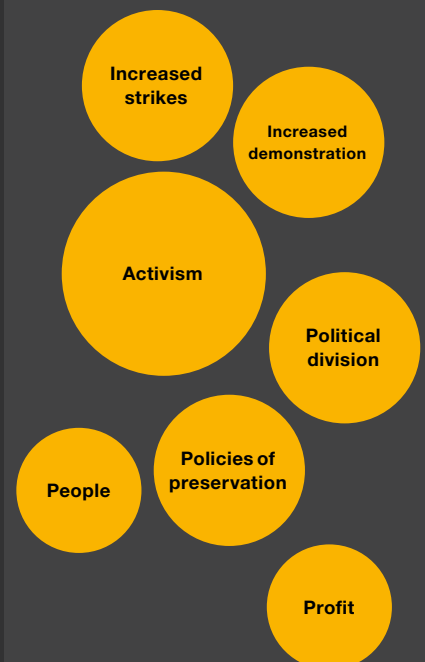 Increased
strikes
Increased
demonstration
Activism
Political
division
Policies of
preservation
People
Profit